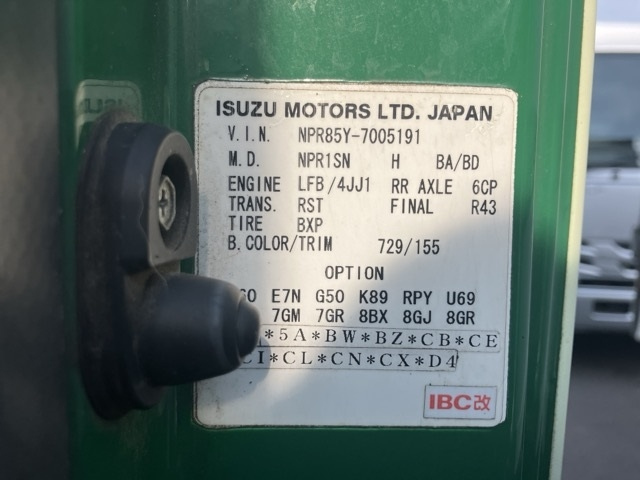 ISUZU MOTORS LTD. JAPAN
V.I.N. NPR85Y-7005191
M.D. NPR1SN H BA/BD
ENGINE LFB/4JJ1 RR AXLE 6CP
TRANS. RST FINAL R43
TIRE BXP
B.COLOR/TRIM 729/155
OPTION
E7N G50 K89 RPY U69
7GM 7GR 8BX 8GJ 8GR
*5A*BW*BZ*CB*CE
CI*CL*CN*CX*D4
IBC改